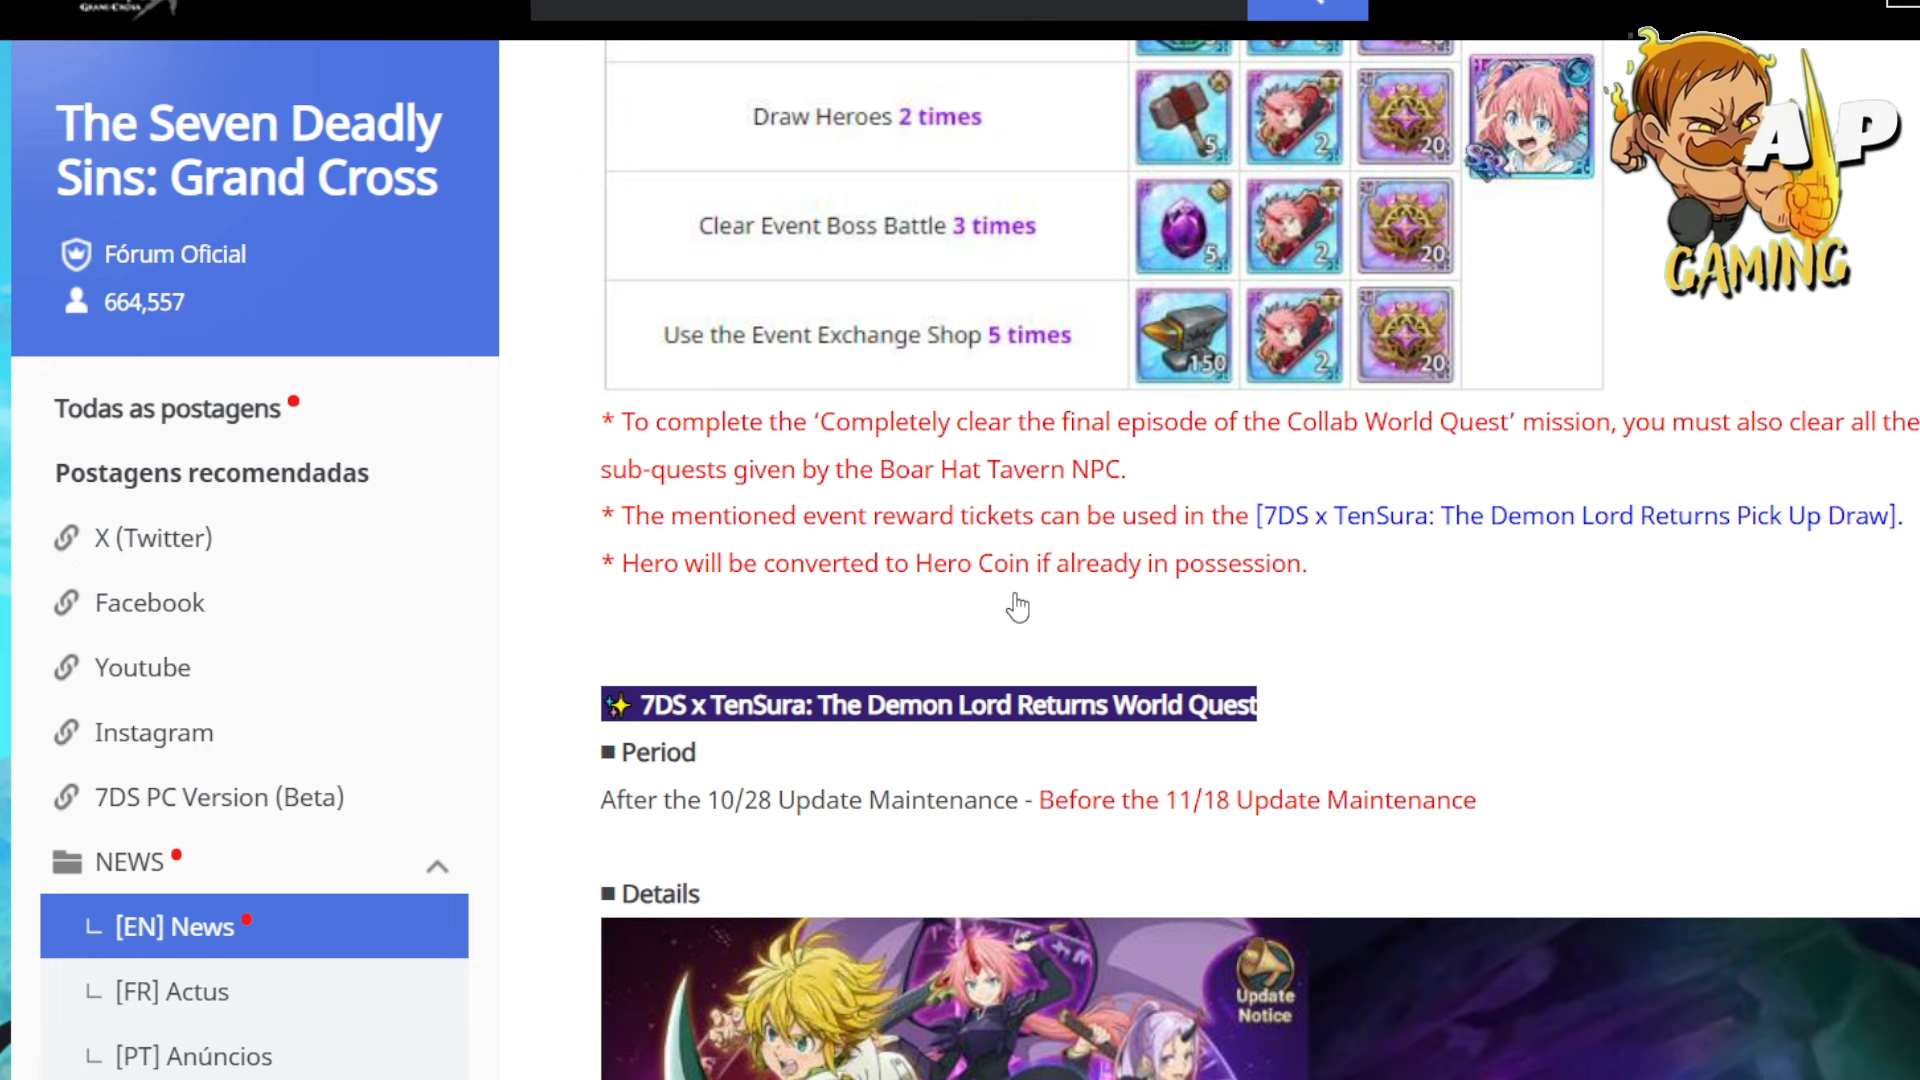 GRAND CROSS
The Seven Deadly
Sins: Grand Cross
Fórum Oficial
664,557
Todas as postagens
Postagens recomendadas
X (Twitter)
Facebook
Youtube
Instagram
7DS PC Version (Beta)
NEWS
[EN] News
[FR] Actus
[PT] Anúncios
5 2 20
Draw Heroes 2 times 5 2 20
SR
Clear Event Boss Battle 3 times 5 2 20
Use the Event Exchange Shop 5 times 150 2 20
* To complete the ‘Completely clear the final episode of the Collab World Quest’ mission, you must also clear all the
sub-quests given by the Boar Hat Tavern NPC.
* The mentioned event reward tickets can be used in the [7DS x TenSura: The Demon Lord Returns Pick Up Draw].
* Hero will be converted to Hero Coin if already in possession.
7DS x TenSura: The Demon Lord Returns World Quest
■ Period
After the 10/28 Update Maintenance - Before the 11/18 Update Maintenance
■ Details
Update
Notice
AP
GAMING